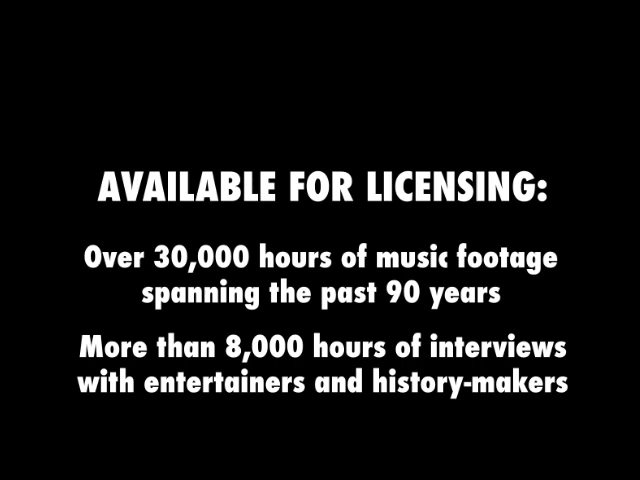 AVAILABLE FOR LICENSING:
Over 30,000 hours of music footage
spanning the past 90 years
More than 8,000 hours of interviews
with entertainers and history-makers